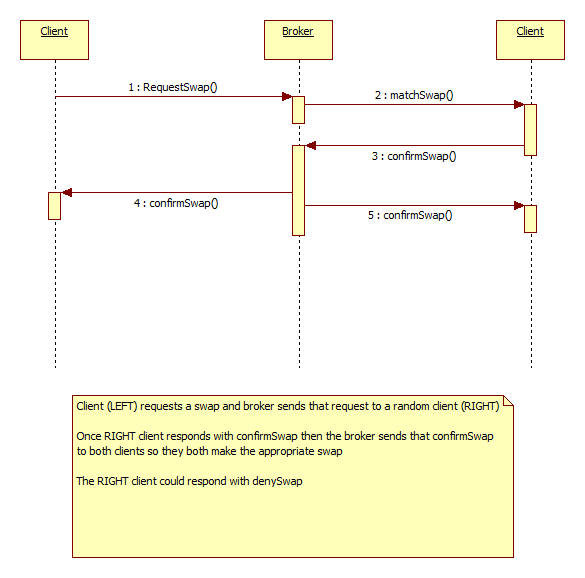 Client
Broker
Client
1 : RequestSwap()
2 : matchSwap()
3 : confirmSwap()
4 : confirmSwap()
5 : confirmSwap()
Client (LEFT) requests a swap and broker sends that request to a random client (RIGHT)
Once RIGHT client responds with confirmSwap then the broker sends that confirmSwap
to both clients so they both make the appropriate swap
The RIGHT client could respond with denySwap